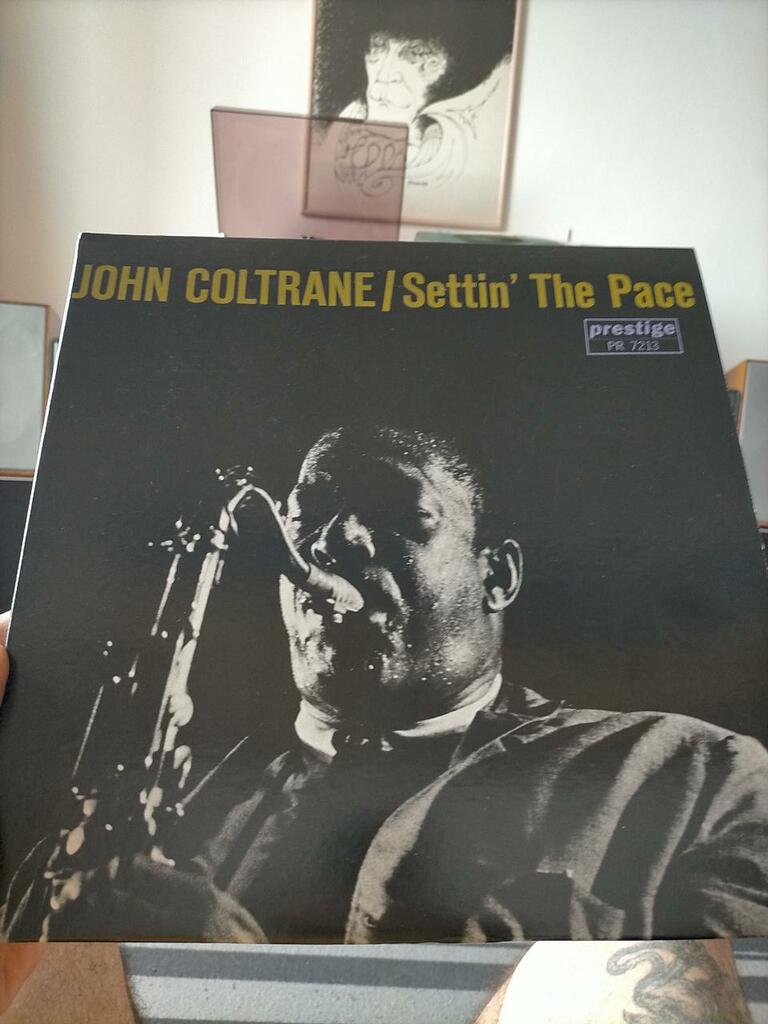 JOHN COLTRANE/Settin' The Pace
prestige
PR 7213